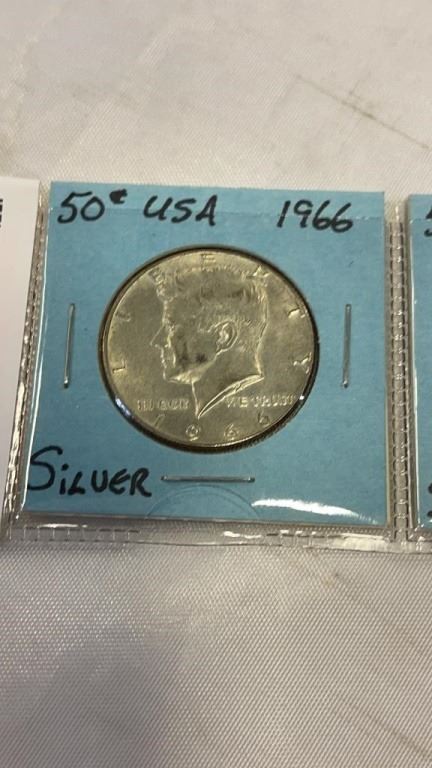 50¢ USA 1966
LIBERTY
IN GOD WE TRUST
1966
SILVER